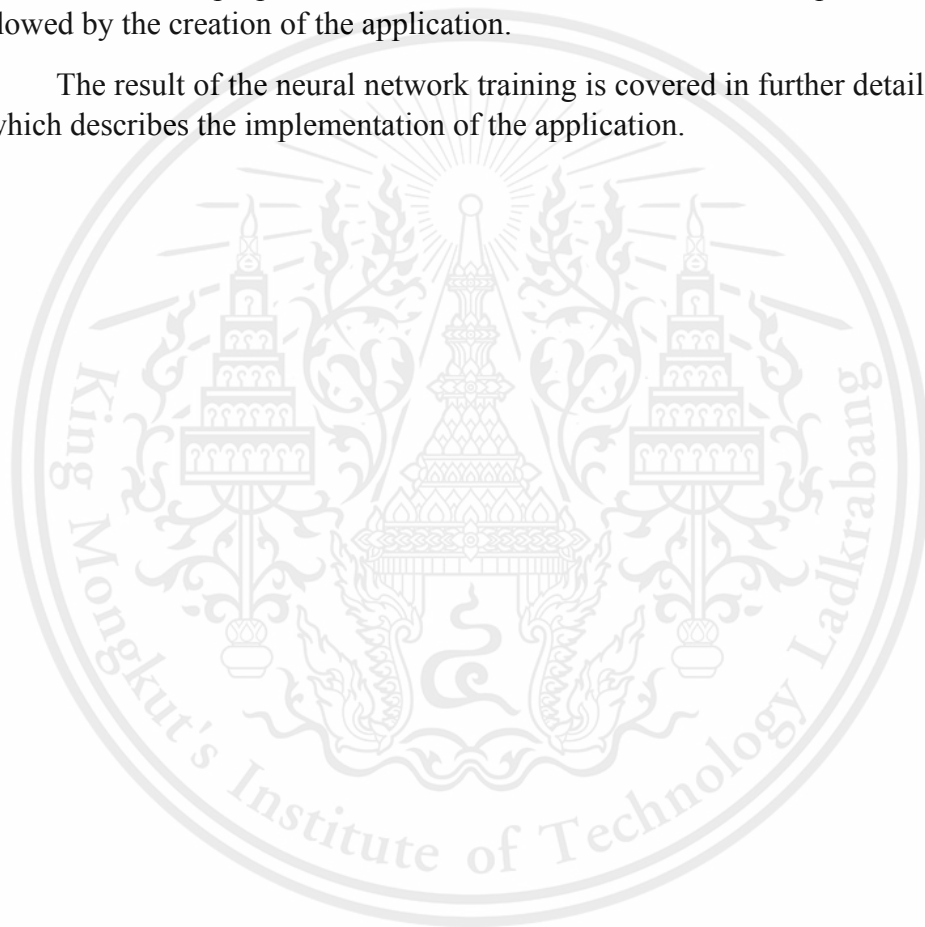 lowed by the creation of the application.
The result of the neural network training is covered in further detail
which describes the implementation of the application.
King Mongkut's Institute of Technology Ladkrabang